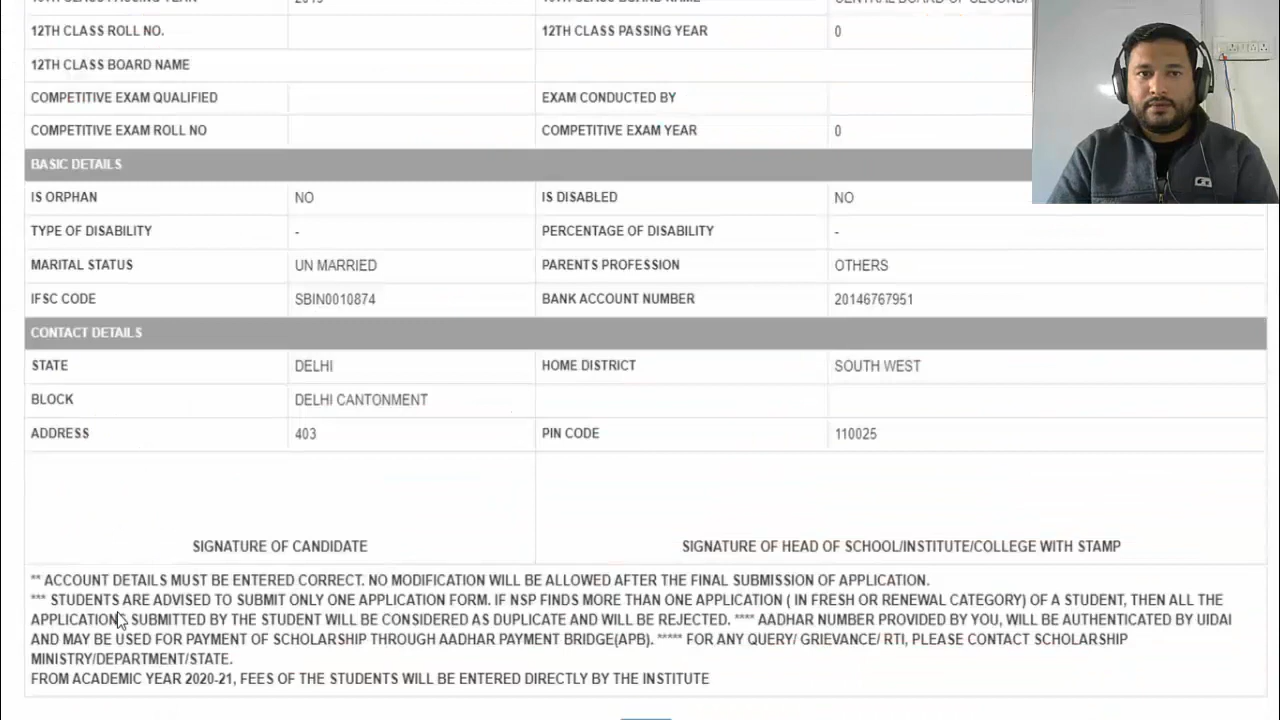 2019
12TH CLASS ROLL NO. 12TH CLASS PASSING YEAR 0
12TH CLASS BOARD NAME
COMPETITIVE EXAM QUALIFIED EXAM CONDUCTED BY
COMPETITIVE EXAM ROLL NO COMPETITIVE EXAM YEAR 0
BASIC DETAILS
IS ORPHAN NO IS DISABLED NO
TYPE OF DISABILITY - PERCENTAGE OF DISABILITY -
MARITAL STATUS UN MARRIED PARENTS PROFESSION OTHERS
IFSC CODE SBIN0010874 BANK ACCOUNT NUMBER 20146767951
CONTACT DETAILS
STATE DELHI HOME DISTRICT SOUTH WEST
BLOCK DELHI CANTONMENT
ADDRESS 403 PIN CODE 110025
SIGNATURE OF CANDIDATE SIGNATURE OF HEAD OF SCHOOL/INSTITUTE/COLLEGE WITH STAMP
** ACCOUNT DETAILS MUST BE ENTERED CORRECT. NO MODIFICATION WILL BE ALLOWED AFTER THE FINAL SUBMISSION OF APPLICATION.
*** STUDENTS ARE ADVISED TO SUBMIT ONLY ONE APPLICATION FORM. IF NSP FINDS MORE THAN ONE APPLICATION ( IN FRESH OR RENEWAL CATEGORY) OF A STUDENT, THEN ALL THE
APPLICATIONS SUBMITTED BY THE STUDENT WILL BE CONSIDERED AS DUPLICATE AND WILL BE REJECTED. **** AADHAR NUMBER PROVIDED BY YOU, WILL BE AUTHENTICATED BY UIDAI
AND MAY BE USED FOR PAYMENT OF SCHOLARSHIP THROUGH AADHAR PAYMENT BRIDGE(APB). ***** FOR ANY QUERY/ GRIEVANCE/ RTI, PLEASE CONTACT SCHOLARSHIP
MINISTRY/DEPARTMENT/STATE.
FROM ACADEMIC YEAR 2020-21, FEES OF THE STUDENTS WILL BE ENTERED DIRECTLY BY THE INSTITUTE